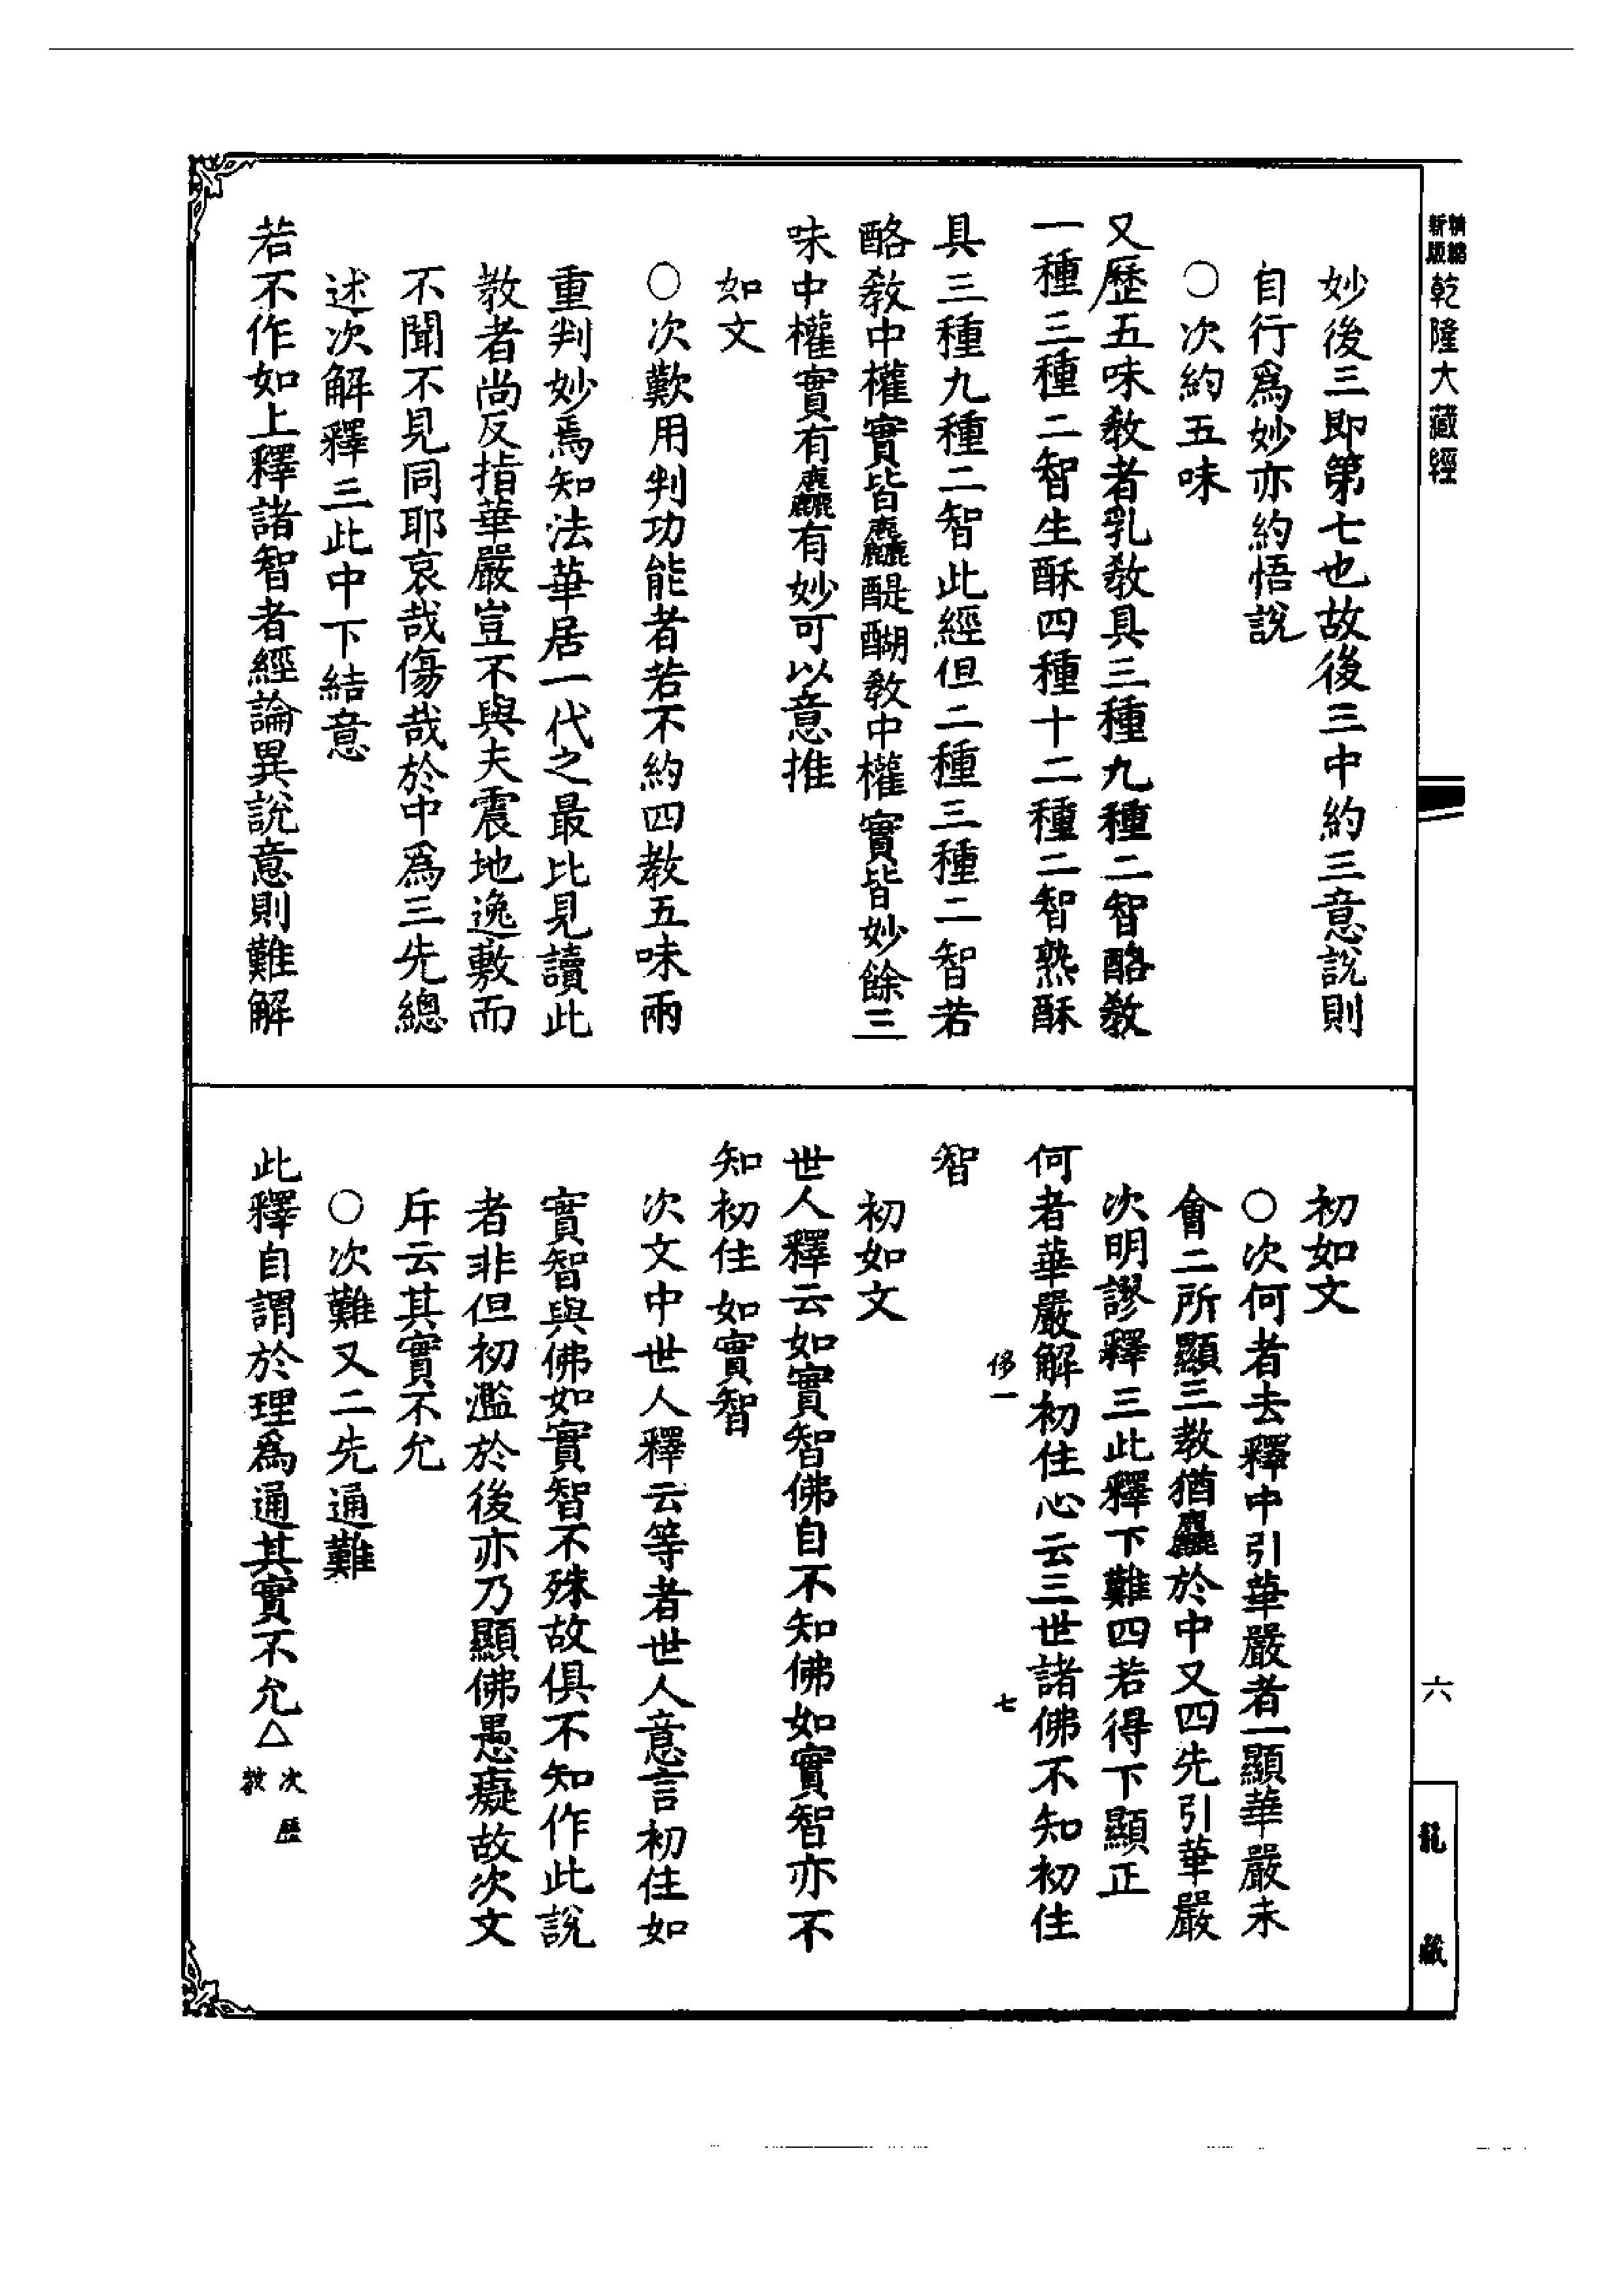 精縮新版乾隆大藏經
妙後三即第七也故後三中約三意說則
自行爲妙亦約悟說
○次約五味
又歷五味教者乳教具三種九種二智酪教
一種三種二智生酥四種十二種二智熟酥
具三種九種二智此經但二種三種二智若
酪教中權實皆麤醍醐教中權實皆妙餘三
味中權實有麤有妙可以意推
如文
○次歎用判功能者若不約四教五味兩
重判妙焉知法華居一代之最比見讀此
教者尚反指華嚴豈不與夫震地逸敷而
不聞不見同耶哀哉傷哉於中爲三先總
述次解釋三此中下結意
若不作如上釋諸智者經論異說意則難解
初如文
○次何者去釋中引華嚴者一顯華嚴未
會二所顯三教猶麤於中又四先引華嚴
次明謬釋三此釋下難四若得下顯正
何者華嚴解初住心云三世諸佛不知初住
七
智
初如文
世人釋云如實智佛自不知佛如實智亦不
知初住如實智
次文中世人釋云等者世人意言初住如
實智與佛如實智不殊故俱不知作此說
者非但初濫於後亦乃顯佛愚癡故次文
斥云其實不允
○次難又二先通難
此釋自謂於理爲通其實不允△次歷教
六
龍藏